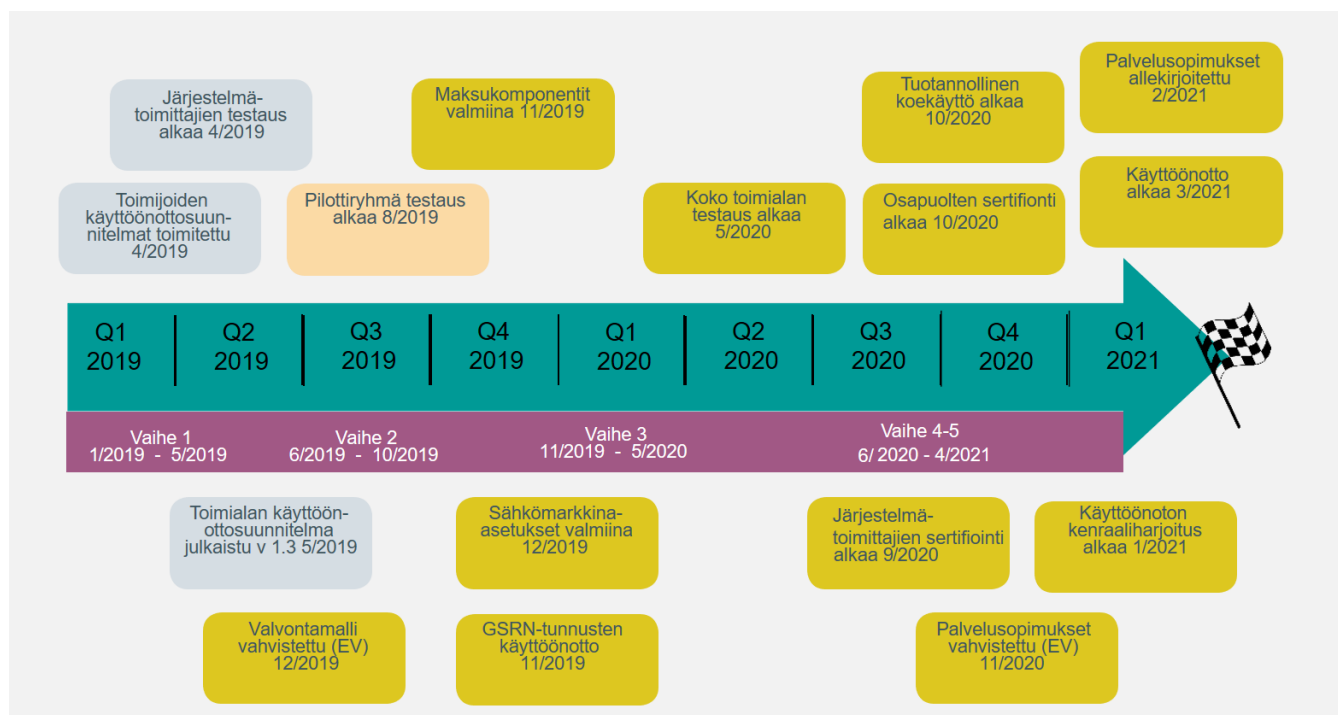 Järjestelmä-
toimittajien testaus
alkaa 4/2019
Maksukomponentit
valmiina 11/2019
Tuotannollinen
koekäyttö alkaa
10/2020
Palvelusopimukset
allekirjoitettu
2/2021
Toimijoiden
käyttöönottosuun-
nitelmat toimitettu
4/2019
Pilottiryhmä testaus
alkaa 8/2019
Koko toimialan
testaus alkaa
5/2020
Osapuolten sertifionti
alkaa 10/2020
Käyttöönotto
alkaa 3/2021
Q1
2019
Q2
2019
Q3
2019
Q4
2019
Q1
2020
Q2
2020
Q3
2020
Q4
2020
Q1
2021
Vaihe 1
1/2019 - 5/2019
Vaihe 2
6/2019 - 10/2019
Vaihe 3
11/2019 - 5/2020
Vaihe 4-5
6/ 2020 - 4/2021
Toimialan käyttöön-
ottosuunnitelma
julkaistu v 1.3 5/2019
Sähkömarkkina-
asetukset valmiina
12/2019
Järjestelmä-
toimittajien sertifiointi
alkaa 9/2020
Käyttöönoton
kenraaliharjoitus
alkaa 1/2021
Valvontamalli
vahvistettu (EV)
12/2019
GSRN-tunnusten
käyttöönotto
11/2019
Palvelusopimukset
vahvistettu (EV)
11/2020